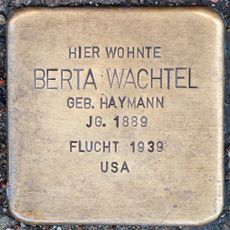 HIER WOHNTE
BERTA WACHTEL
GEB. HAYMANN
JG. 1889
FLUCHT 1939
USA